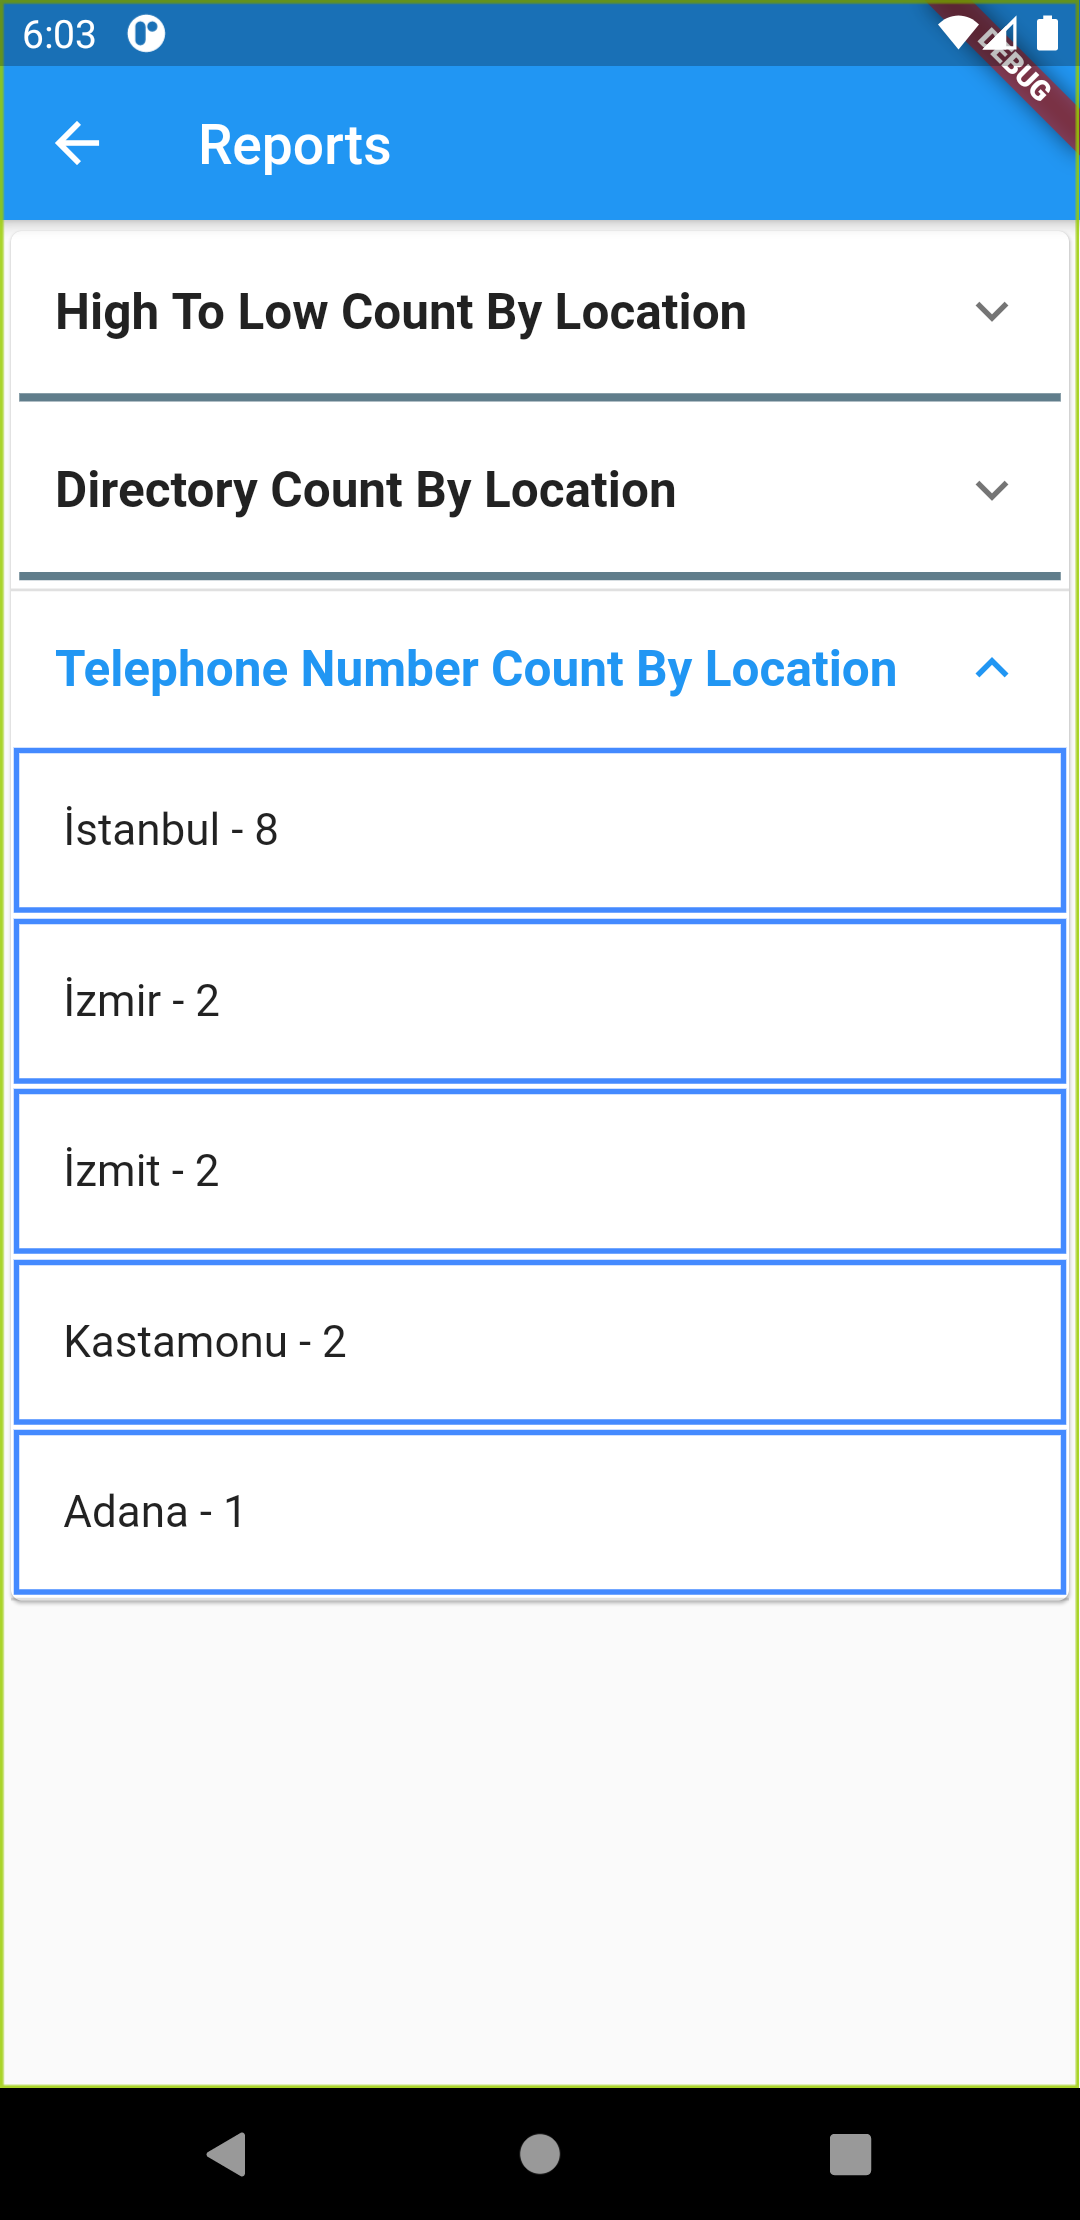 6:03
DEBUG
Reports
High To Low Count By Location
Directory Count By Location
Telephone Number Count By Location
İstanbul - 8
İzmir - 2
İzmit - 2
Kastamonu - 2
Adana - 1